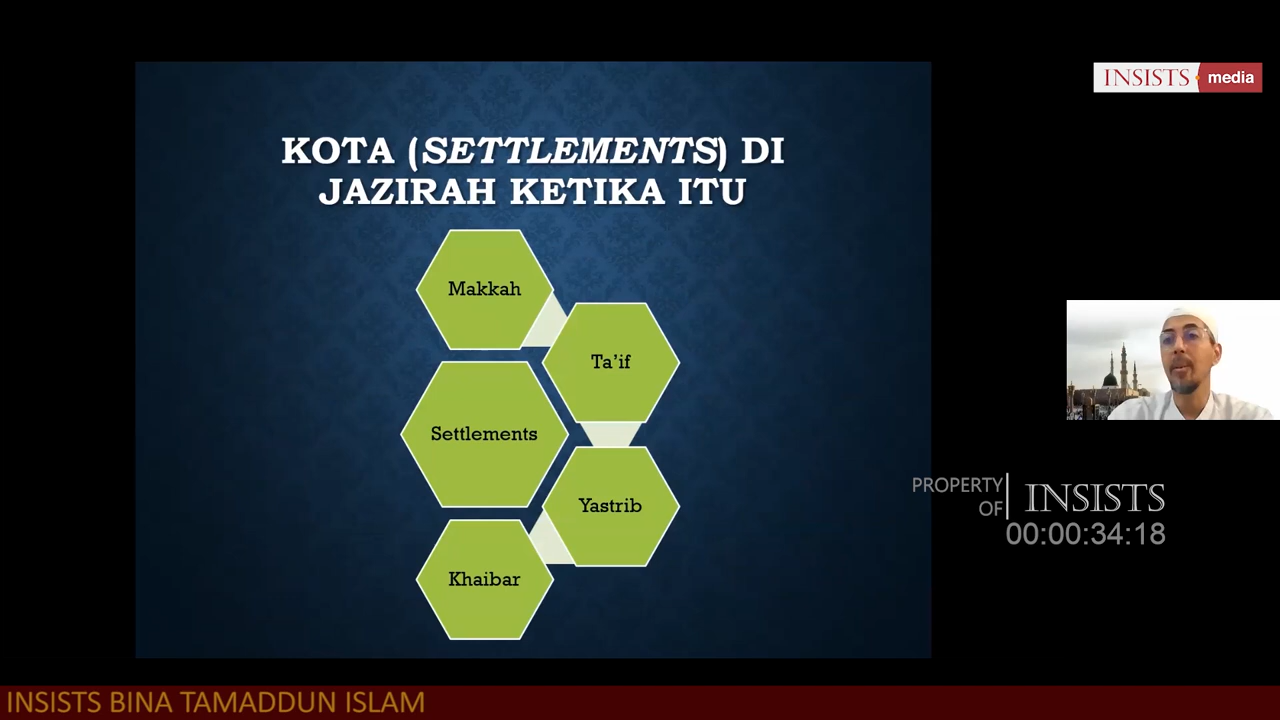 INSISTS media
KOTA (SETTLEMENTS) DI
JAZIRAH KETIKA ITU
Makkah
Ta’if
Settlements
Yastrib
Khaibar
PROPERTY
OF
INSISTS
00:00:34:18
INSISTS BINA TAMADDUN ISLAM